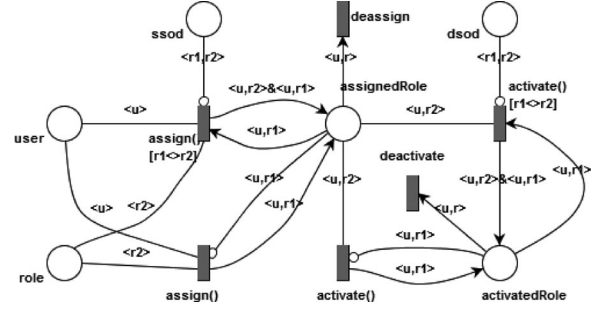 ssod
deassign
dsod
<r1,r2>
<u,r>
<r1,r2>
<u,r2>&<u,r1>
assignedRole
activate()
[r1<>r2]
<u>
<u,r2>
user
assign()
[r1<>r2]
<u,r1>
deactivate
<u,r1>
<u,r2>
<u,r2>&<u,r1>
<u,r1>
<u>
<r2>
<u,r1>
<u,r>
<r2>
<u,r1>
role
<u,r1>
assign()
activate()
activatedRole